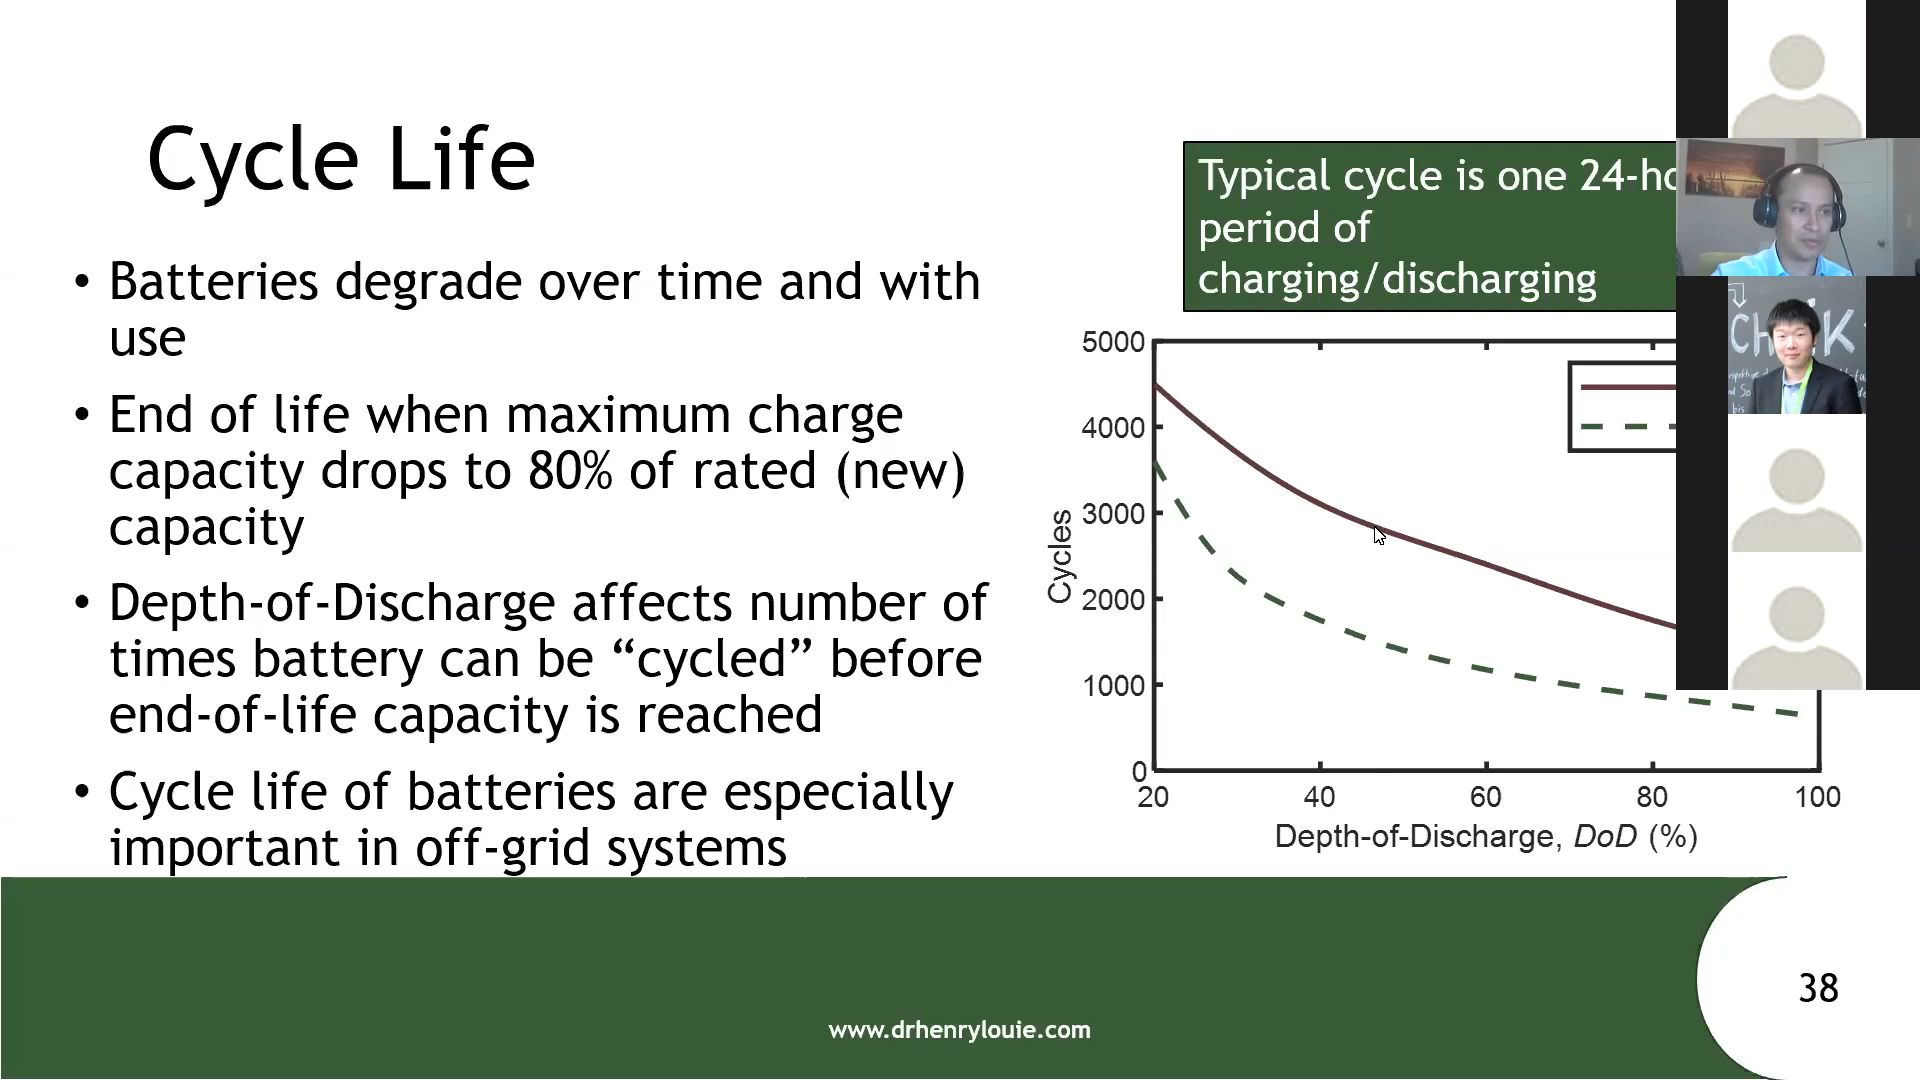 Cycle Life
• Batteries degrade over time and with
use
• End of life when maximum charge
capacity drops to 80% of rated (new)
capacity
• Depth-of-Discharge affects number of
times battery can be “cycled” before
end-of-life capacity is reached
• Cycle life of batteries are especially
important in off-grid systems
Typical cycle is one
period of
charging/discharging
5000
4000
3000
2000
1000
0
Cycles
20 40 60 80 100
Depth-of-Discharge, DoD (%)
www.drhenrylouie.com
38